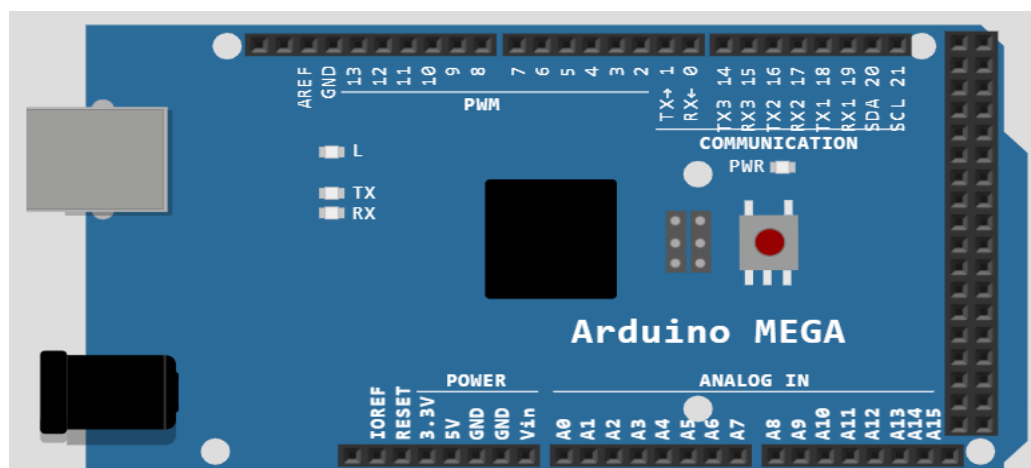 AREF GND 13 12 11 10 9 8 7 6 5 4 3 2 TX→ 1 RX← 0 TX3 14 RX3 15 TX2 16 RX2 17 TX1 18 RX1 19 SDA 20 SCL 21
PWM
COMMUNICATION
L
PWR
TX
RX
Arduino MEGA
POWER ANALOG IN
IOREF RESET 3.3V 5V GND GND Vin A0 A1 A2 A3 A4 A5 A6 A7 A8 A9 A10 A11 A12 A13 A14 A15